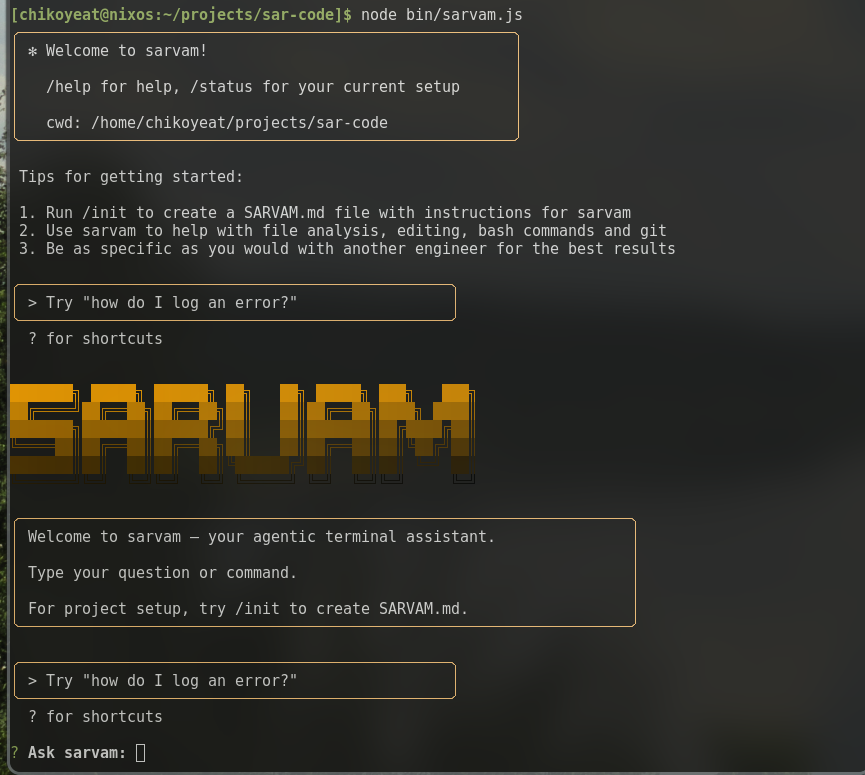 [chikoyeat@nixos:~/projects/sar-code]$ node bin/sarvam.js
✻ Welcome to sarvam!
/help for help, /status for your current setup
cwd: /home/chikoyeat/projects/sar-code
Tips for getting started:
1. Run /init to create a SARVAM.md file with instructions for sarvam
2. Use sarvam to help with file analysis, editing, bash commands and git
3. Be as specific as you would with another engineer for the best results
> Try "how do I log an error?"
? for shortcuts
SARVAM
Welcome to sarvam — your agentic terminal assistant.
Type your question or command.
For project setup, try /init to create SARVAM.md.
> Try "how do I log an error?"
? for shortcuts
? Ask sarvam: